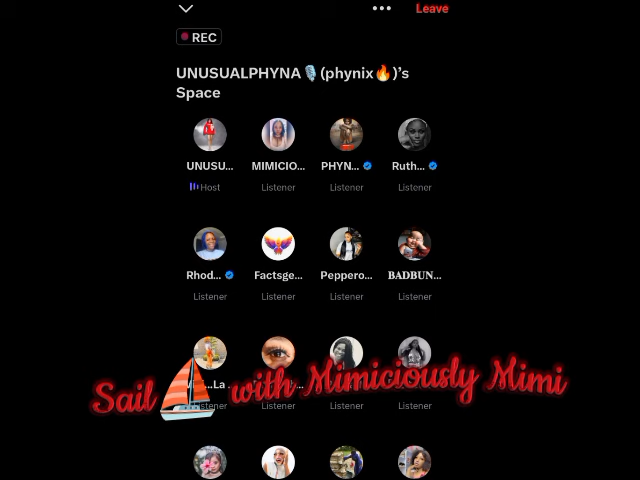 Leave
REC
UNUSUALPHYNA🎙️(phynix🔥)'s
Space
UNUSU... MIMICIO... PHYN... Ruth...
Host Listener Listener Listener
Rhod... Factsge... Peppero... BADBUN...
Listener Listener Listener Listener
Sail with Mimiciously Mimi
...La
Listener Listener Listener